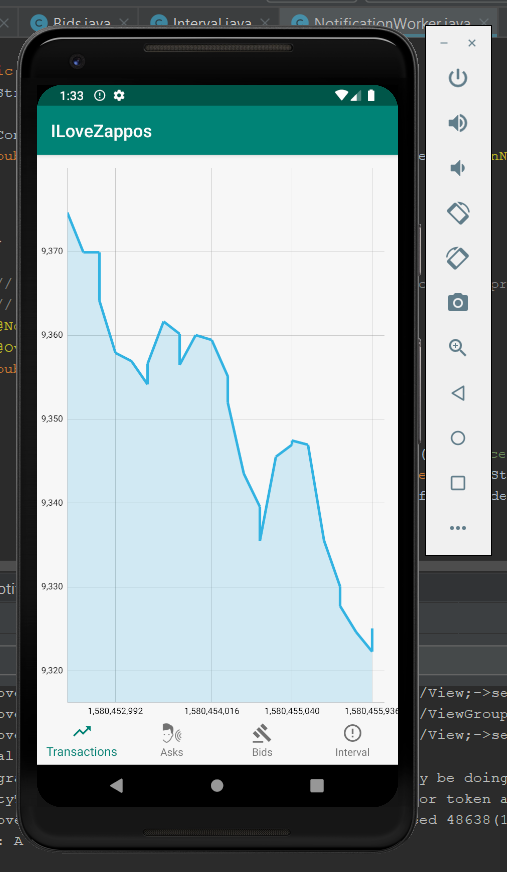 Bids.java
Interval.java
NotificationWorker.java
1:33
ILoveZappos
9,370
9,360
9,350
9,340
9,330
9,320
1,580,452,992
1,580,454,016
1,580,455,040
1,580,455,936
/View;->se
/ViewGroup
/View;->se
y be doing
or token a
ed 48638(1
: A
Transactions
Asks
Bids
Interval